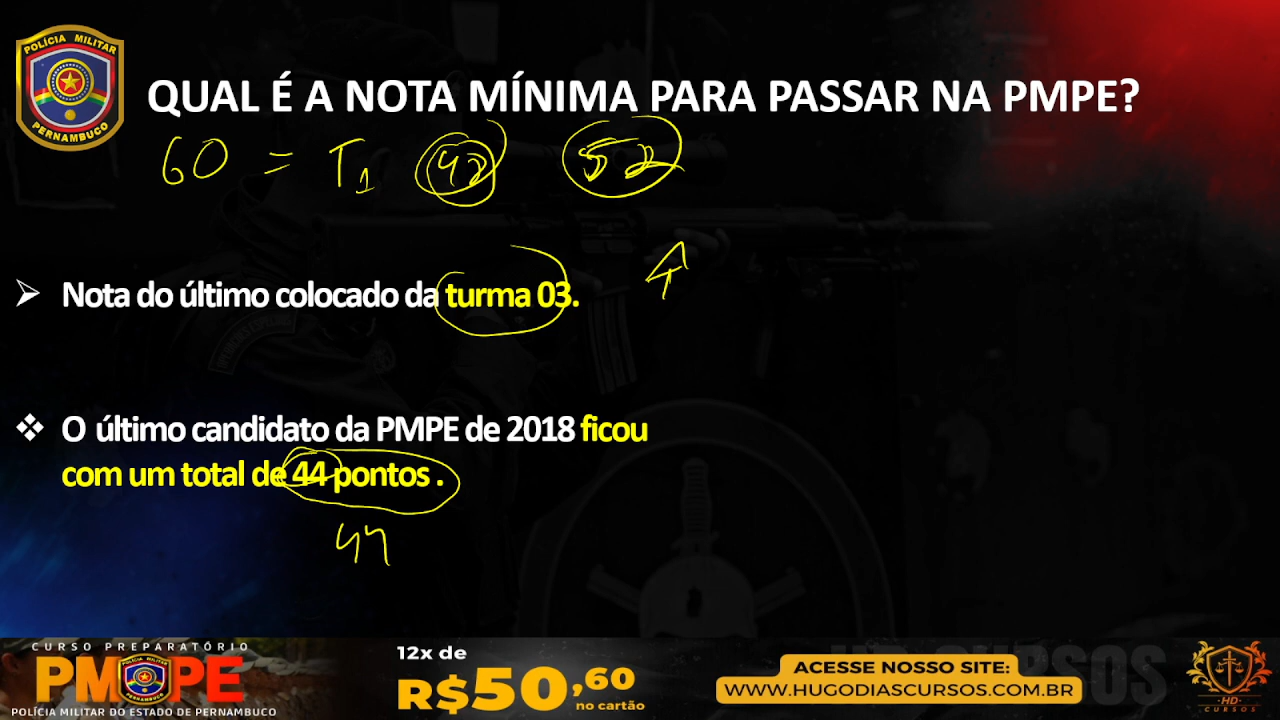 POLÍCIA MILITAR
PERNAMBUCO
QUAL É A NOTA MÍNIMA PARA PASSAR NA PMPE?
60 = T1 42 52
Nota do último colocado da turma 03.
O último candidato da PMPE de 2018 ficou
com um total de 44 pontos .
44
CURSO PREPARATÓRIO
PMPE
POLÍCIA MILITAR DO ESTADO DE PERNAMBUCO
12x de
R$50,60
no cartão
ACESSE NOSSO SITE:
WWW.HUGODIASCURSOS.COM.BR
HD CURSOS
-HD-
CURSOS